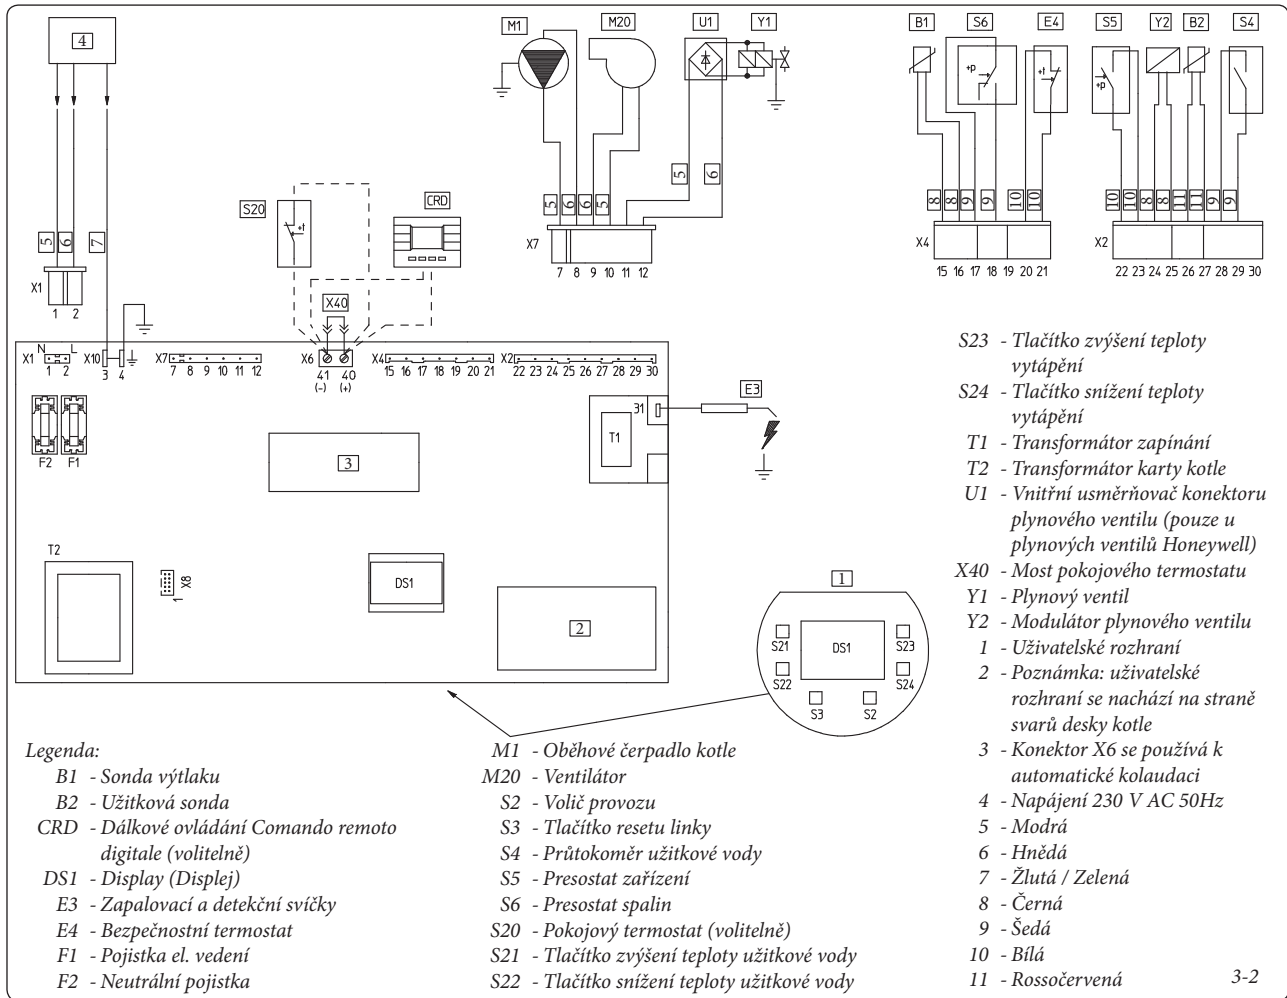 4
M1
M20
U1
Y1
B1
S6
E4
S5
Y2
B2
S4
+p
+t
+p
5
6
7
S20
+t
CRD
5
6
6
5
5
6
8
8
9
9
10
10
10
10
8
8
11
11
9
9
X1
1 2
X7
7 8 9 10 11 12
X4
15 16 17 18 19 20 21
X2
22 23 24 25 26 27 28 29 30
X40
X1 N L
1 2
X10
3 4
X7
7 8 9 10 11 12
X6
41 40
(-) (+)
X4
15 16 17 18 19 20 21
X2
22 23 24 25 26 27 28 29 30
F2 F1
3
31
T1
E3
T2
1
X8
DS1
2
1
S21
DS1
S23
S22
S24
S3
S2
Legenda:
B1 - Sonda výtlaku
B2 - Užitková sonda
CRD - Dálkové ovládání Comando remoto
digitale (volitelně)
DS1 - Display (Displej)
E3 - Zapalovací a detekční svíčky
E4 - Bezpečnostní termostat
F1 - Pojistka el. vedení
F2 - Neutrální pojistka
M1 - Oběhové čerpadlo kotle
M20 - Ventilátor
S2 - Volič provozu
S3 - Tlačítko resetu linky
S4 - Průtokoměr užitkové vody
S5 - Presostat zařízení
S6 - Presostat spalin
S20 - Pokojový termostat (volitelně)
S21 - Tlačítko zvýšení teploty užitkové vody
S22 - Tlačítko snížení teploty užitkové vody
S23 - Tlačítko zvýšení teploty
vytápění
S24 - Tlačítko snížení teploty
vytápění
T1 - Transformátor zapínání
T2 - Transformátor karty kotle
U1 - Vnitřní usměrňovač konektoru
plynového ventilu (pouze u
plynových ventilů Honeywell)
X40 - Most pokojového termostatu
Y1 - Plynový ventil
Y2 - Modulátor plynového ventilu
1 - Uživatelské rozhraní
2 - Poznámka: uživatelské
rozhraní se nachází na straně
svarů desky kotle
3 - Konektor X6 se používá k
automatické kolaudaci
4 - Napájení 230 V AC 50Hz
5 - Modrá
6 - Hnědá
7 - Žlutá / Zelená
8 - Černá
9 - Šedá
10 - Bílá
11 - Rossočervená
3-2